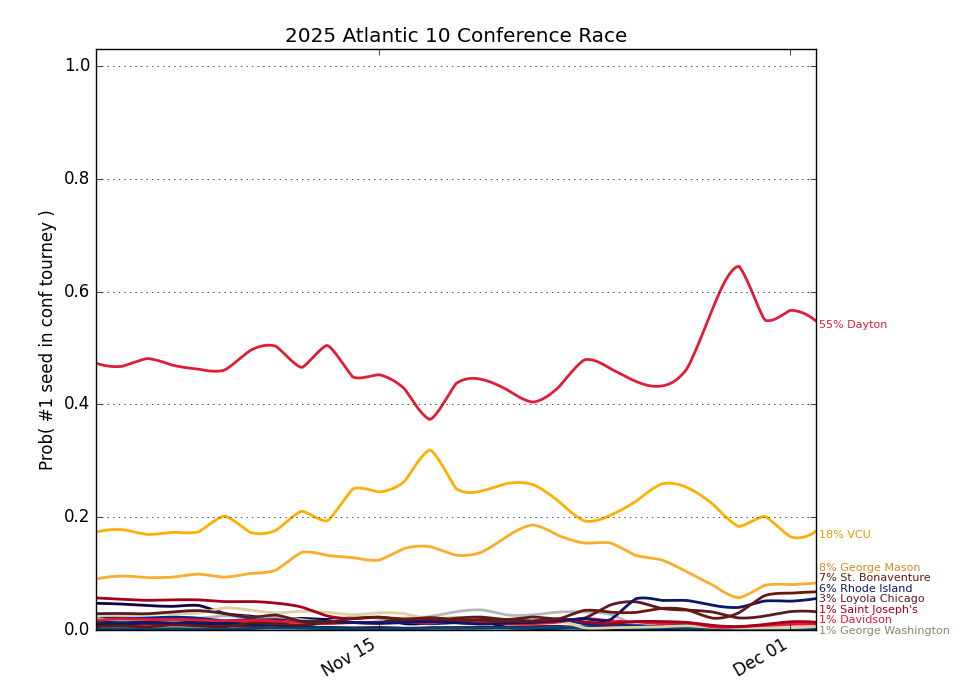 2025 Atlantic 10 Conference Race
Prob( #1 seed in conf tourney )
1.0
0.8
0.6
0.4
0.2
0.0
Nov 15
Dec 01
55% Dayton
18% VCU
8% George Mason
7% St. Bonaventure
6% Rhode Island
3% Loyola Chicago
1% Saint Joseph's
1% Davidson
1% George Washington